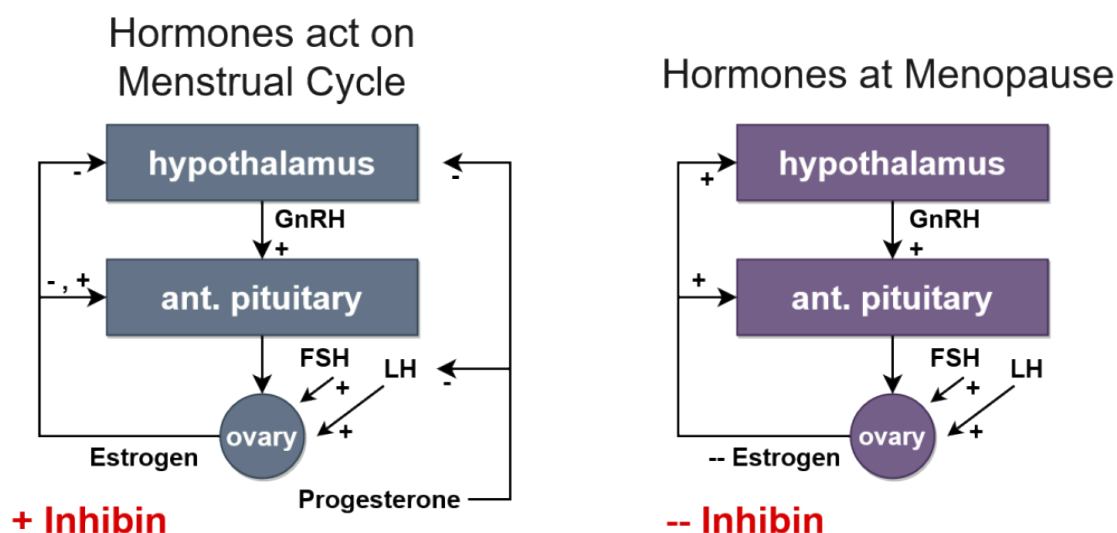 Hormones act on
Menstrual Cycle
hypothalamus
-
-
GnRH
+
- , +
ant. pituitary
FSH
LH
+
-
+
ovary
Estrogen
Progesterone
+ Inhibin
Hormones at Menopause
hypothalamus
+
GnRH
+
+
ant. pituitary
FSH
LH
+
+
ovary
-- Estrogen
-- Inhibin